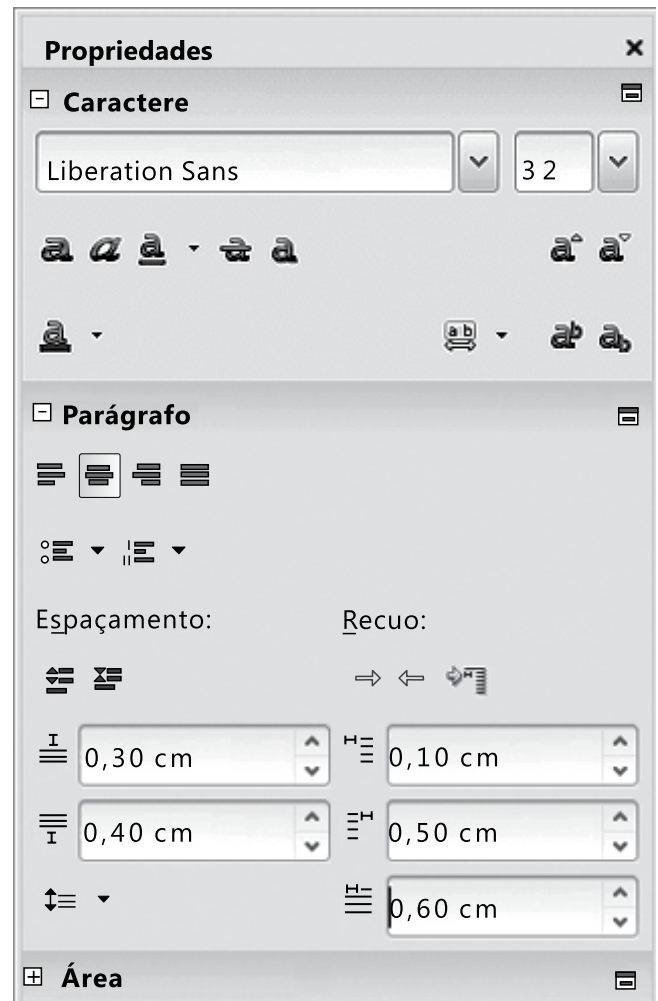 Propriedades
Caractere
Liberation Sans
32
Parágrafo
Espaçamento: Recuo:
0,30 cm 0,10 cm
0,40 cm 0,50 cm
0,60 cm
Área